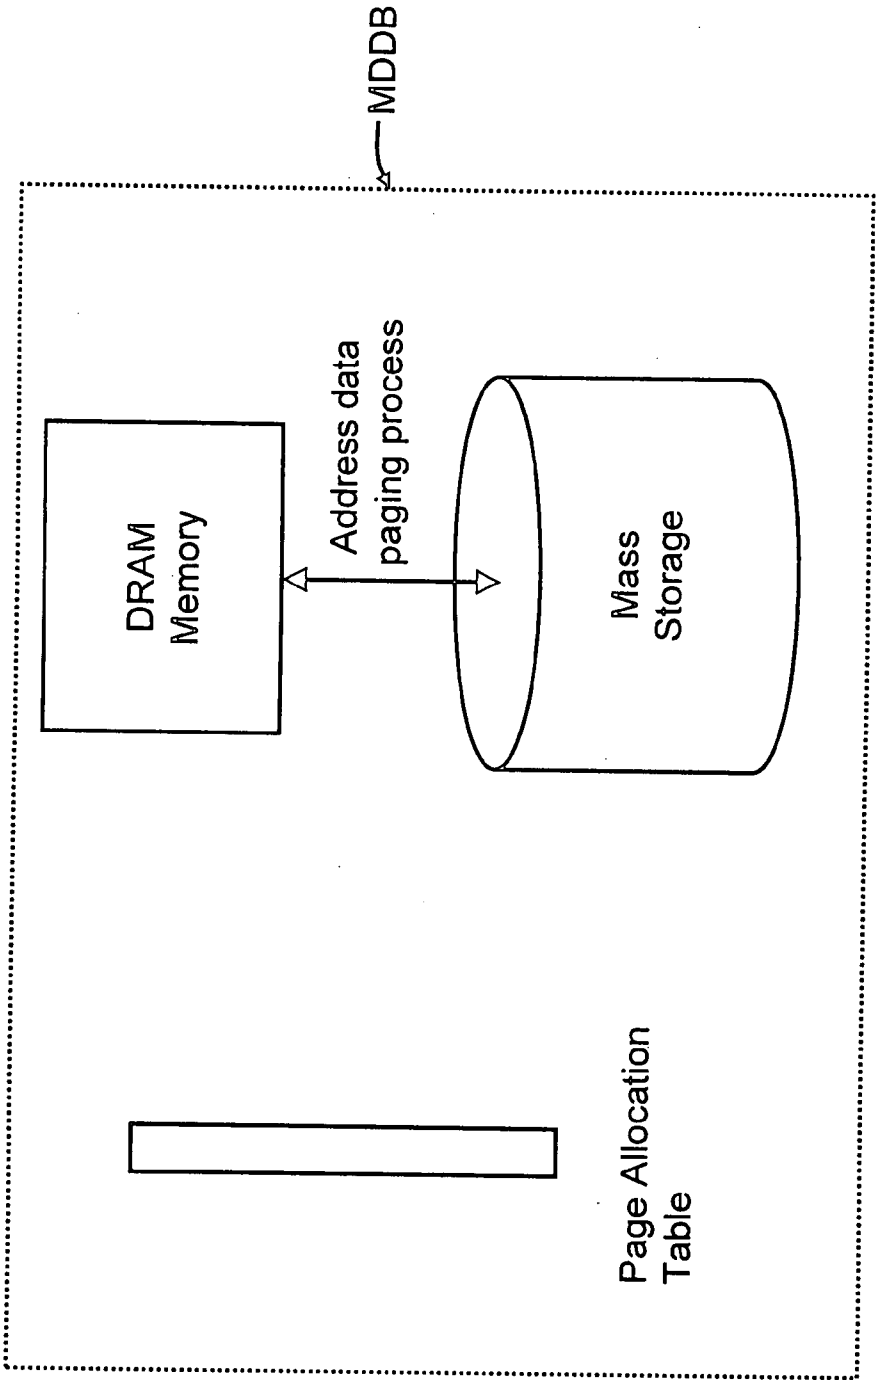 MDDB
DRAM
Memory
Address data
paging process
Mass
Storage
Page Allocation
Table